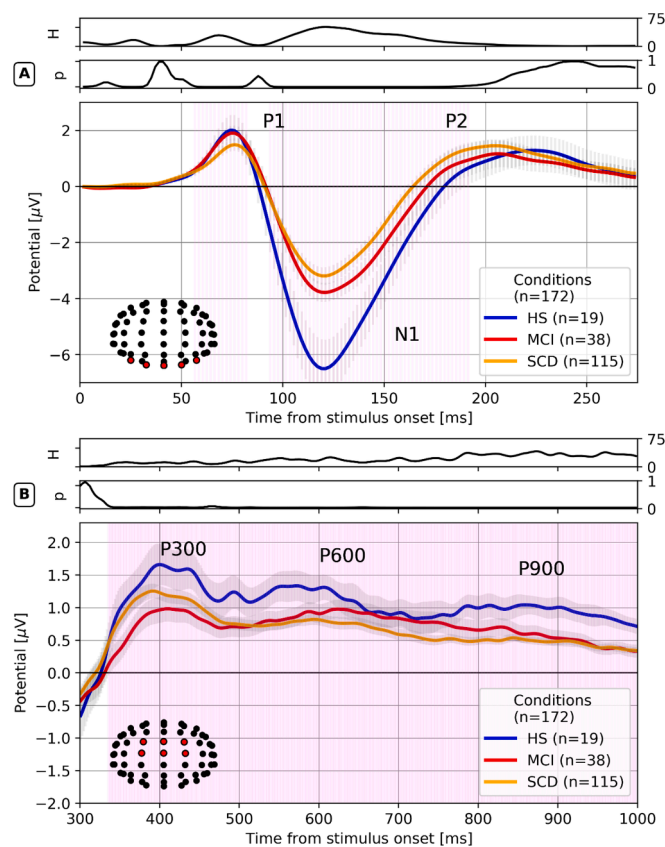 H
75
0
A
p
1
0
P1
P2
2
0
−2
−4
−6
Potential [μV]
N1
Conditions
(n=172)
HS (n=19)
MCI (n=38)
SCD (n=115)
0
50
100
150
200
250
Time from stimulus onset [ms]
H
75
0
B
p
1
0
P300
P600
P900
2.0
1.5
1.0
0.5
0.0
−0.5
−1.0
−1.5
−2.0
Potential [μV]
Conditions
(n=172)
HS (n=19)
MCI (n=38)
SCD (n=115)
300
400
500
600
700
800
900
1000
Time from stimulus onset [ms]